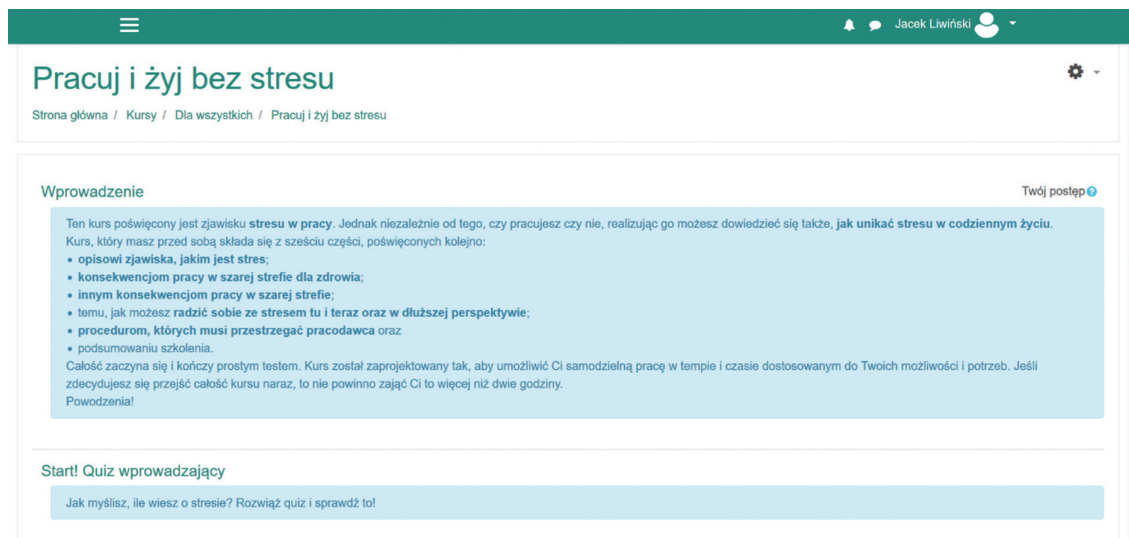 Jacek Liwiński
Pracuj i żyj bez stresu
Strona główna / Kursy / Dla wszystkich / Pracuj i żyj bez stresu
Wprowadzenie
Twój postęp
Ten kurs poświęcony jest zjawisku stresu w pracy. Jednak niezależnie od tego, czy pracujesz czy nie, realizując go możesz dowiedzieć się także, jak unikać stresu w codziennym życiu.
Kurs, który masz przed sobą składa się z sześciu części, poświęconych kolejno:
• opisowi zjawiska, jakim jest stres;
• konsekwencjom pracy w szarej strefie dla zdrowia;
• innym konsekwencjom pracy w szarej strefie;
• temu, jak możesz radzić sobie ze stresem tu i teraz oraz w dłuższej perspektywie;
• procedurom, których musi przestrzegać pracodawca oraz
• podsumowaniu szkolenia.
Całość zaczyna się i kończy prostym testem. Kurs został zaprojektowany tak, aby umożliwić Ci samodzielną pracę w tempie i czasie dostosowanym do Twoich możliwości i potrzeb. Jeśli
zdecydujesz się przejść całość kursu naraz, to nie powinno zająć Ci to więcej niż dwie godziny.
Powodzenia!
Start! Quiz wprowadzający
Jak myślisz, ile wiesz o stresie? Rozwiąż quiz i sprawdź to!